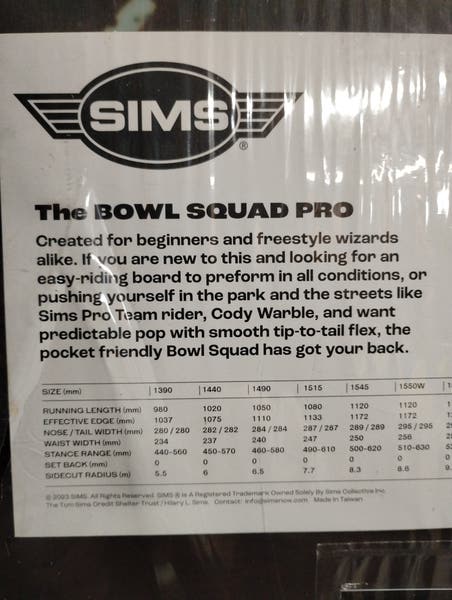 SIMS®
The BOWL SQUAD PRO
Created for beginners and freestyle wizards
alike. If you are new to this and looking for an
easy-riding board to preform in all conditions, or
pushing yourself in the park and the streets like
Sims Pro Team rider, Cody Warble, and want
predictable pop with smooth tip-to-tail flex, the
pocket friendly Bowl Squad has got your back.
SIZE (mm) | 1390 | 1440 | 1490 | 1515 | 1545 | 1550W
RUNNING LENGTH (mm) 980 1020 1050 1080 1120 1120
EFFECTIVE EDGE (mm) 1037 1075 1110 1133 1172 1172
NOSE / TAIL WIDTH (mm) 280 / 280 282 / 282 284 / 284 287 / 287 289 / 289 295 / 295
WAIST WIDTH (mm) 234 237 240 247 250 256
STANCE RANGE (mm) 440-560 450-570 460-580 490-610 500-620 510-630
SET BACK (mm) 0 0 0 0 0 0
SIDECUT RADIUS (m) 5.5 6 6.5 7.7 8.3 8.6
© 2023 SIMS. All Rights Reserved. SIMS ® is A Registered Trademark Owned Solely By Sims Collective Inc.
The Tom Sims Credit Shelter Trust / Hilary L. Sims. Contact: info@simsnow.com Made In Taiwan